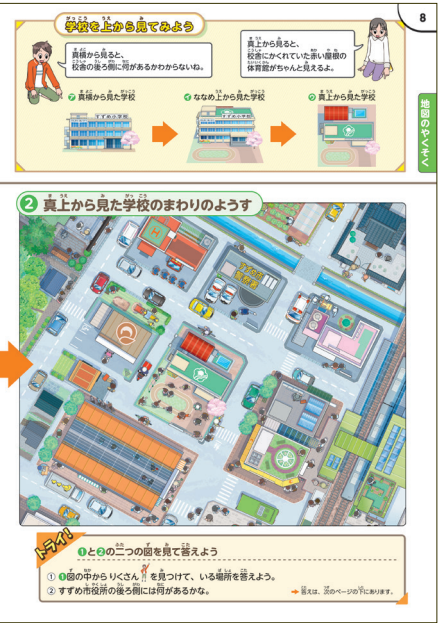 学校を上から見てみよう
8
真横から見ると、
校舎の後ろ側に何があるかわからないね。
真上から見ると、
校舎にかくれていた赤い屋根の
体育館がちゃんと見えるよ。
㋐ 真横から見た学校
㋑ ななめ上から見た学校
㋒ 真上から見た学校
すずめ小学校
すずめ小学校
地図のやくそく
② 真上から見た学校のまわりのようす
H
トライ!
❶と❷の二つの図を見て答えよう
① ❶図の中からりくさんを見つけて、いる場所を答えよう。
② すずめ市役所の後ろ側には何があるかな。
➡答えは、次のページの下にあります。